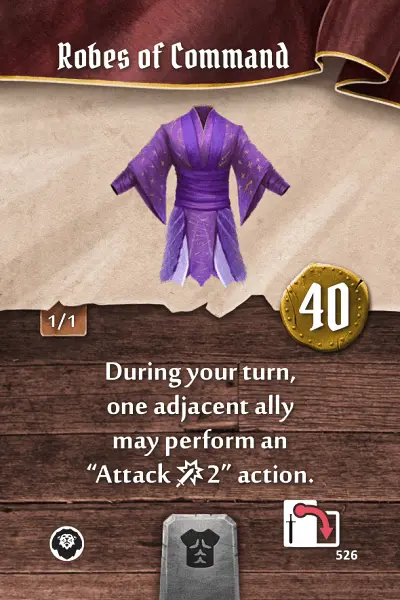 Robes of Command
40
1/1
During your turn,
one adjacent ally
may perform an
“Attack 2” action.
526